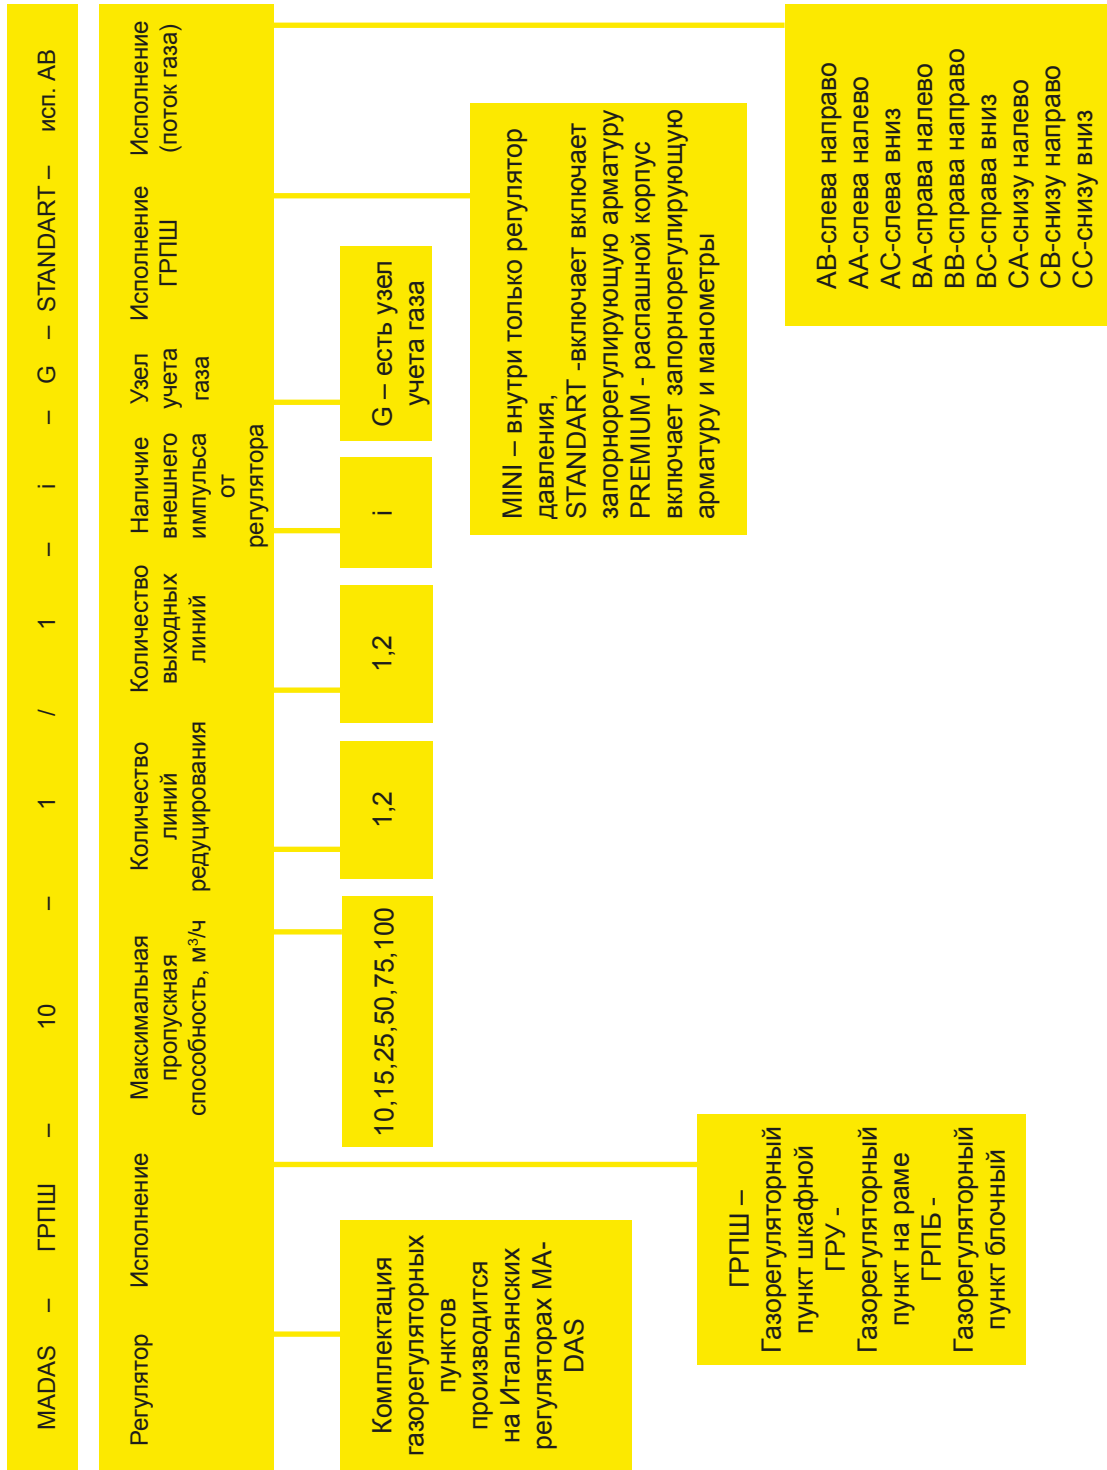 MADAS – ГРПШ – 10 – 1 / 1 – i – G – STANDART – исп. АВ
Регулятор
Исполнение
Максимальная
пропускная
способность, м³/ч
Количество
линий
редуцирования
Количество
выходных
линий
Наличие
внешнего
импульса
от
регулятора
Узел
учета
газа
Исполнение
ГРПШ
Исполнение
(поток газа)
Комплектация
газорегуляторных
пунктов
производится
на Итальянских
регуляторах MA-
DAS
ГРПШ –
Газорегуляторный
пункт шкафной
ГРУ -
Газорегуляторный
пункт на раме
ГРПБ -
Газорегуляторный
пункт блочный
10,15,25,50,75,100
1,2
1,2
i
G – есть узел
учета газа
MINI – внутри только регулятор
давления,
STANDART -включает включает
запорнорегулирующую арматуру
PREMIUM - распашной корпус
включает запорнорегулирующую
арматуру и манометры
АВ-слева направо
АА-слева налево
АС-слева вниз
ВА-справа налево
ВВ-справа направо
ВС-справа вниз
СА-снизу налево
СВ-снизу направо
СС-снизу вниз